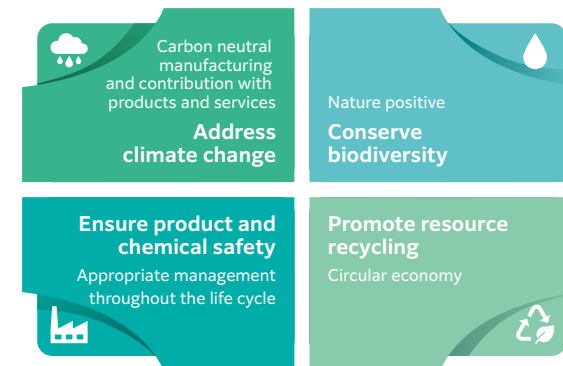 Carbon neutral
manufacturing
and contribution with
products and services
Address
climate change
Nature positive
Conserve
biodiversity
Ensure product and
chemical safety
Appropriate management
throughout the life cycle
Promote resource
recycling
Circular economy